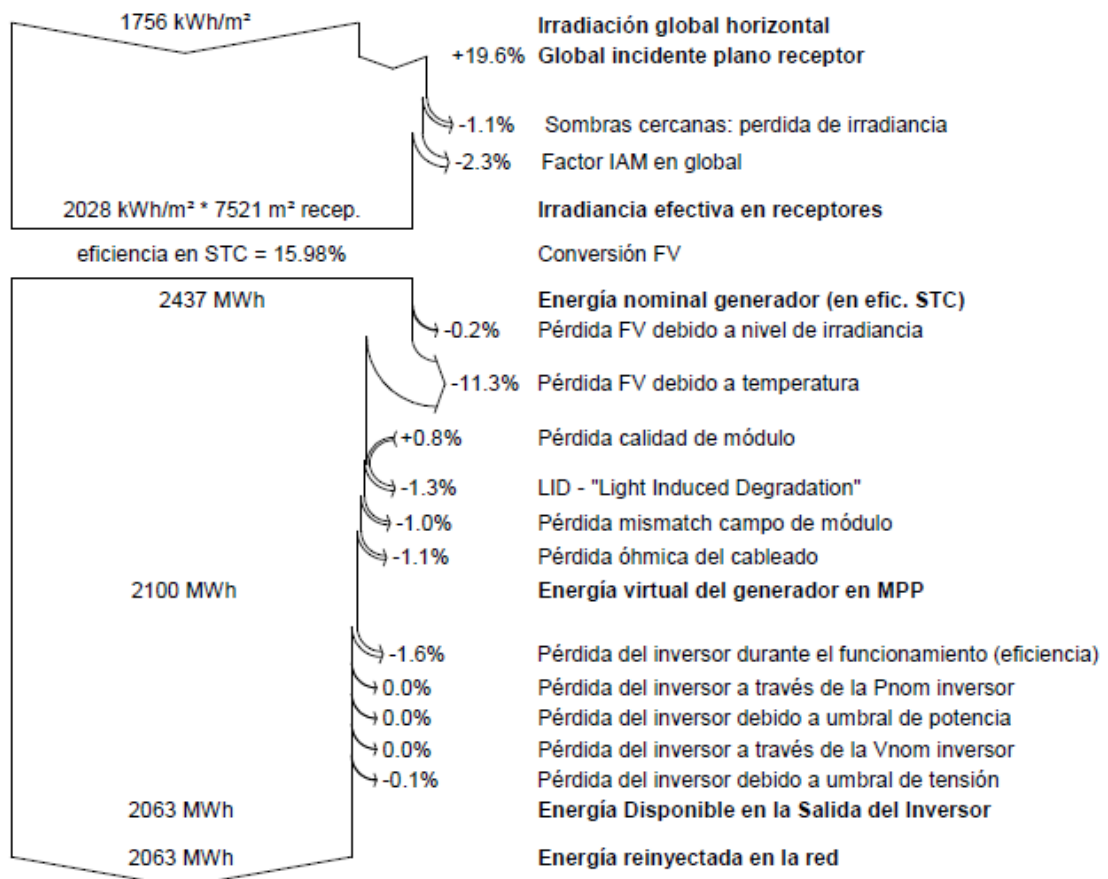 1756 kWh/m² Irradiación global horizontal
+19.6% Global incidente plano receptor
-1.1% Sombras cercanas: perdida de irradiancia
-2.3% Factor IAM en global
2028 kWh/m² * 7521 m² recep. Irradiancia efectiva en receptores
eficiencia en STC = 15.98% Conversión FV
2437 MWh Energía nominal generador (en efic. STC)
-0.2% Pérdida FV debido a nivel de irradiancia
-11.3% Pérdida FV debido a temperatura
+0.8% Pérdida calidad de módulo
-1.3% LID - "Light Induced Degradation"
-1.0% Pérdida mismatch campo de módulo
-1.1% Pérdida óhmica del cableado
2100 MWh Energía virtual del generador en MPP
-1.6% Pérdida del inversor durante el funcionamiento (eficiencia)
0.0% Pérdida del inversor a través de la Pnom inversor
0.0% Pérdida del inversor debido a umbral de potencia
0.0% Pérdida del inversor a través de la Vnom inversor
-0.1% Pérdida del inversor debido a umbral de tensión
2063 MWh Energía Disponible en la Salida del Inversor
2063 MWh Energía reinyectada en la red